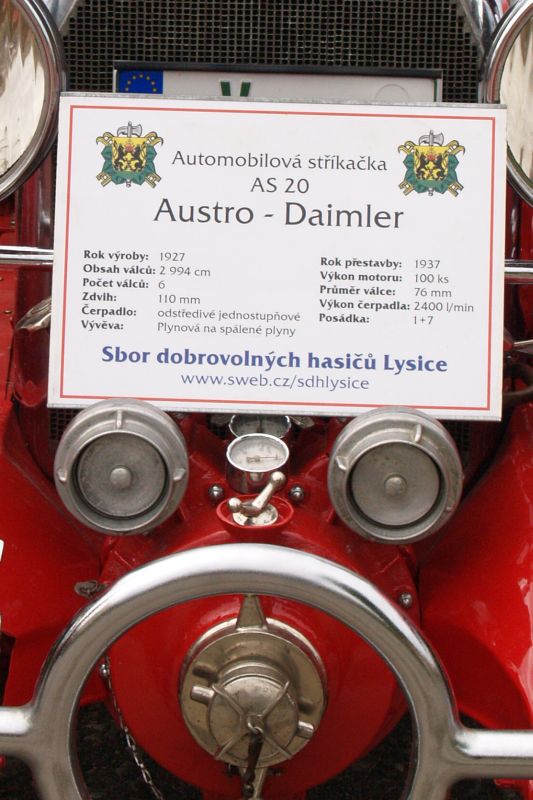 Automobilová stříkačka
AS 20
Austro - Daimler
Rok výroby: 1927
Obsah válců: 2 994 cm
Počet válců: 6
Zdvih: 110 mm
Čerpadlo: odstředivé jednostupňové
Vývěva: Plynová na spálené plyny
Rok přestavby: 1937
Výkon motoru: 100 ks
Průměr válce: 76 mm
Výkon čerpadla: 2400 l/min
Posádka: 1+7
Sbor dobrovolných hasičů Lysice
www.sweb.cz/sdhlysice